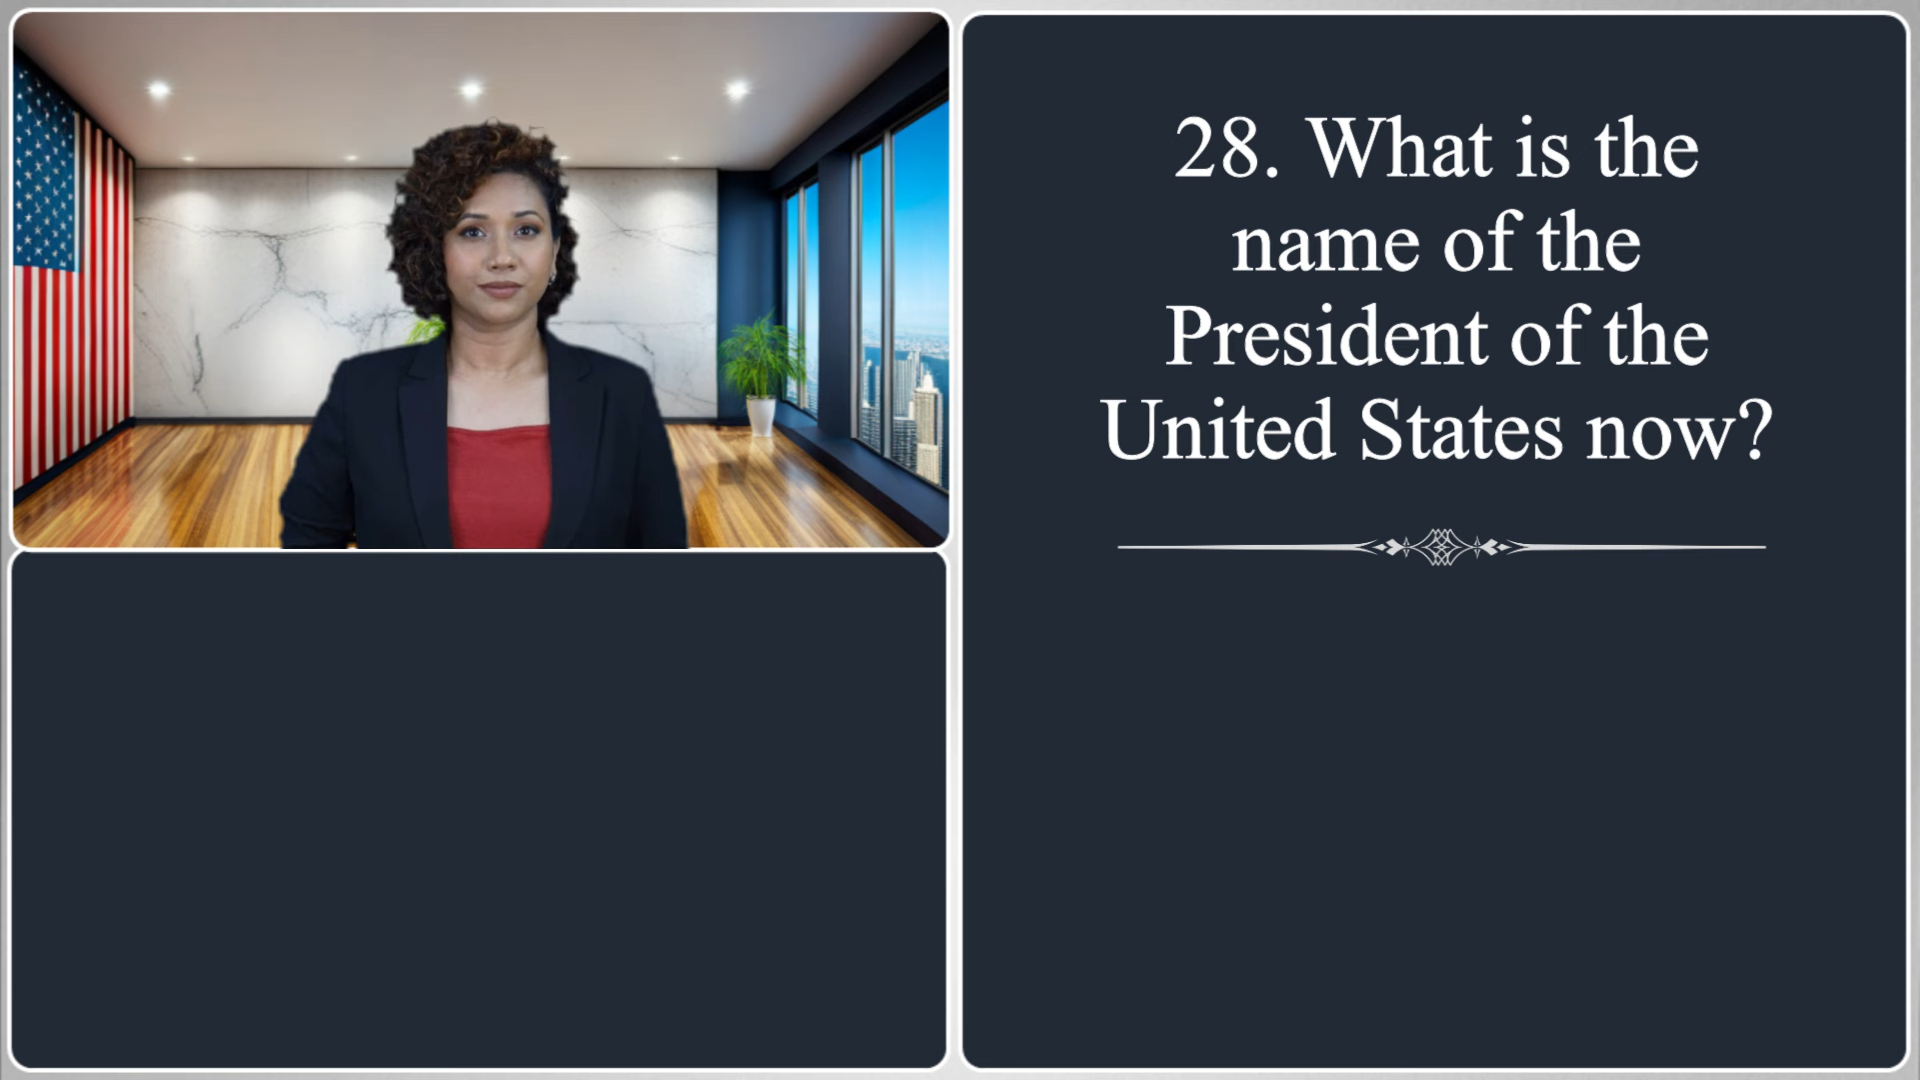 28. What is the
name of the
President of the
United States now?